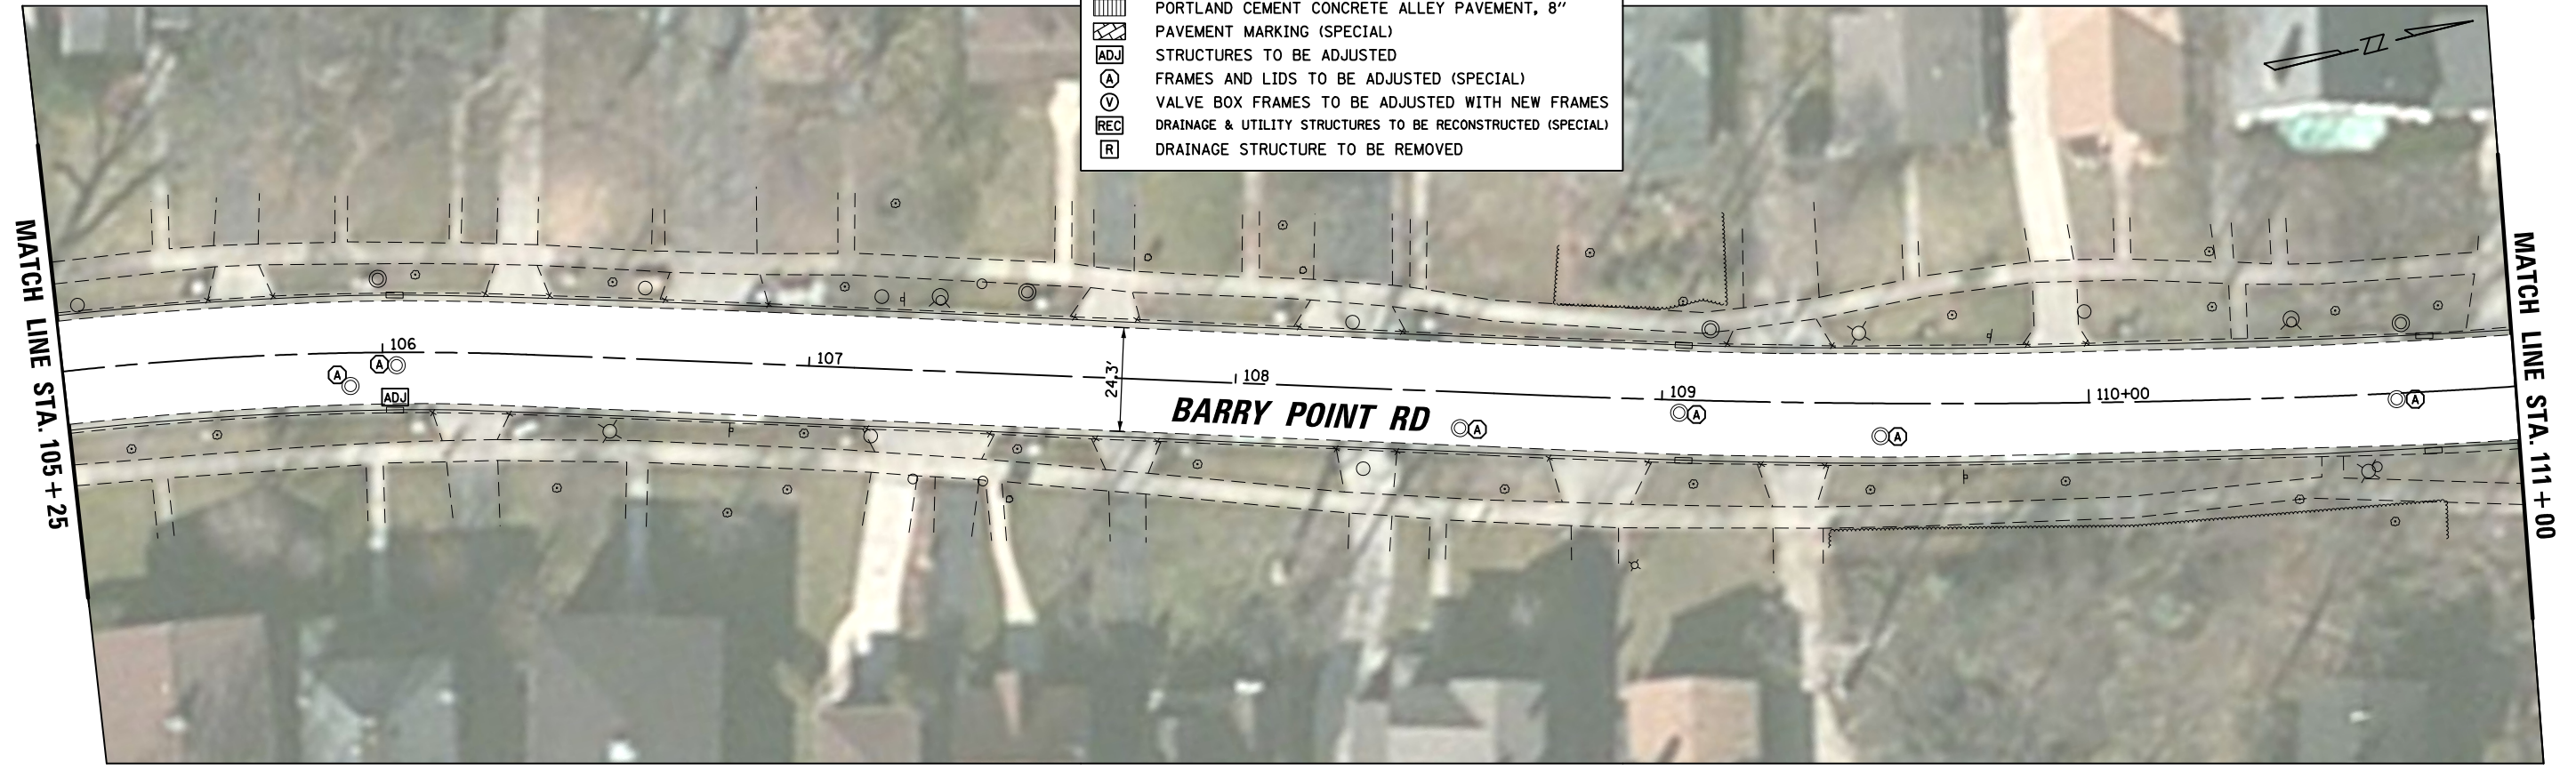 PORTLAND CEMENT CONCRETE ALLEY PAVEMENT, 8"
PAVEMENT MARKING (SPECIAL)
ADJ STRUCTURES TO BE ADJUSTED
A FRAMES AND LIDS TO BE ADJUSTED (SPECIAL)
V VALVE BOX FRAMES TO BE ADJUSTED WITH NEW FRAMES
REC DRAINAGE & UTILITY STRUCTURES TO BE RECONSTRUCTED (SPECIAL)
R DRAINAGE STRUCTURE TO BE REMOVED
Z
MATCH LINE STA. 105+25
106
107
108
109
110+00
A
A
ADJ
24.3'
BARRY POINT RD
A
A
A
A
MATCH LINE STA. 111+00